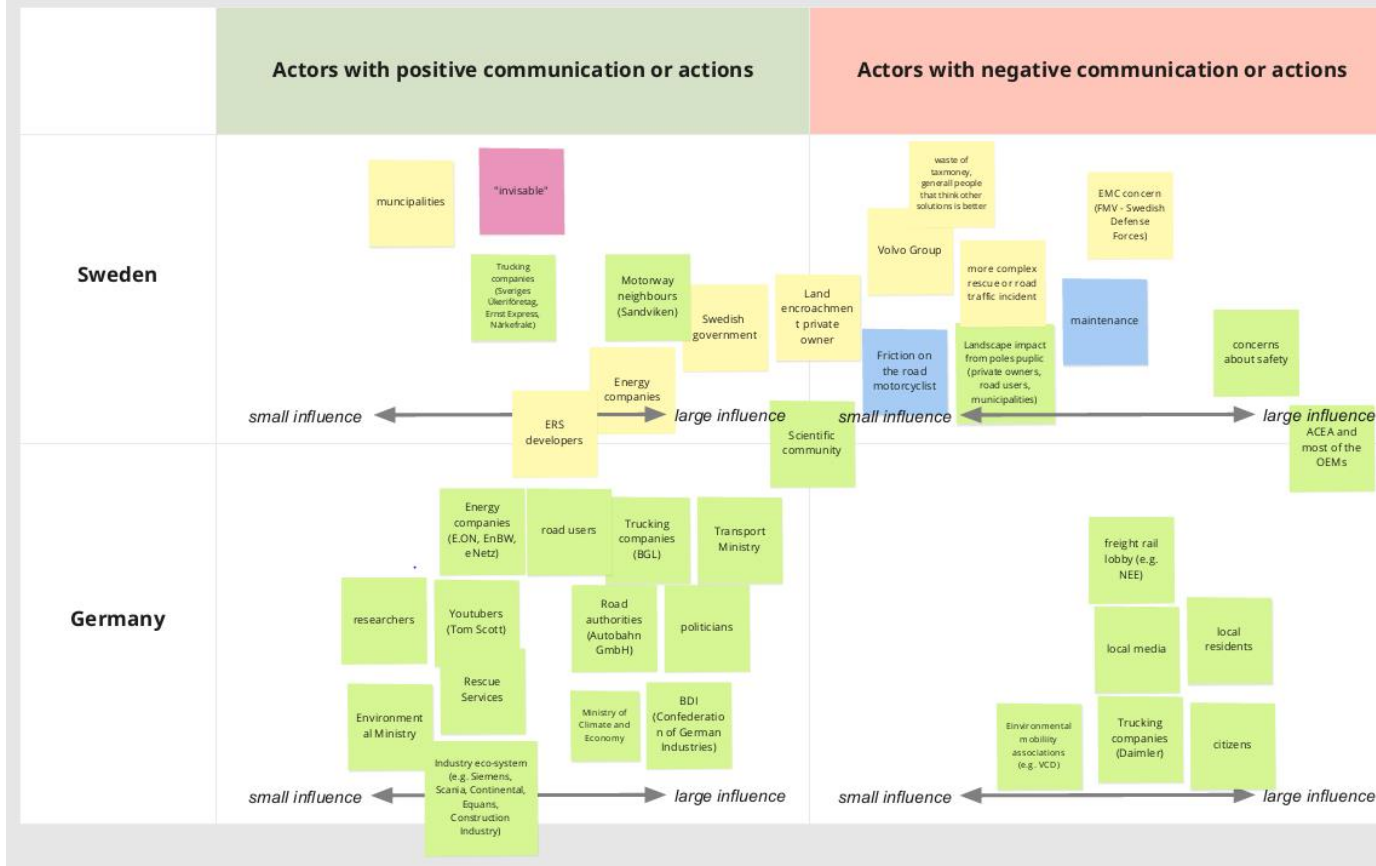 Actors with positive communication or actions
Actors with negative communication or actions
Sweden
muncipalities
"invisable"
Trucking
companies
(Sveriges
Åkeriföretag,
Ernst Express,
Närkefrakt)
Motorway
neighbours
(Sandviken)
Swedish
government
Land
encroachmen
t private
owner
Energy
companies
ERS
developers
small influence
large influence
Scientific
community
waste of
taxmoney,
generall people
that think other
solutions is better
Volvo Group
EMC concern
(FMV - Swedish
Defense
Forces)
more complex
rescue or road
traffic incident
maintenance
Friction on
the road
motorcyclist
Landscape impact
from poles puplic
(private owners,
road users,
municipalities)
concerns
about safety
small influence
large influence
ACEA and
most of the
OEMs
Germany
Energy
companies
(E.ON, EnBW,
eNetz)
road users
Trucking
companies
(BGL)
Transport
Ministry
researchers
Youtubers
(Tom Scott)
Road
authorities
(Autobahn
GmbH)
politicians
Rescue
Services
Environment
al Ministry
Ministry of
Climate and
Economy
BDI
(Confederatio
n of German
Industries)
Industry eco-system
(e.g. Siemens,
Scania, Continental,
Equans,
Construction
Industry)
small influence
large influence
freight rail
lobby (e.g.
NEE)
local media
local
residents
Einvironmental
mobiliity
associations
(e.g. VCD)
Trucking
companies
(Daimler)
citizens
small influence
large influence